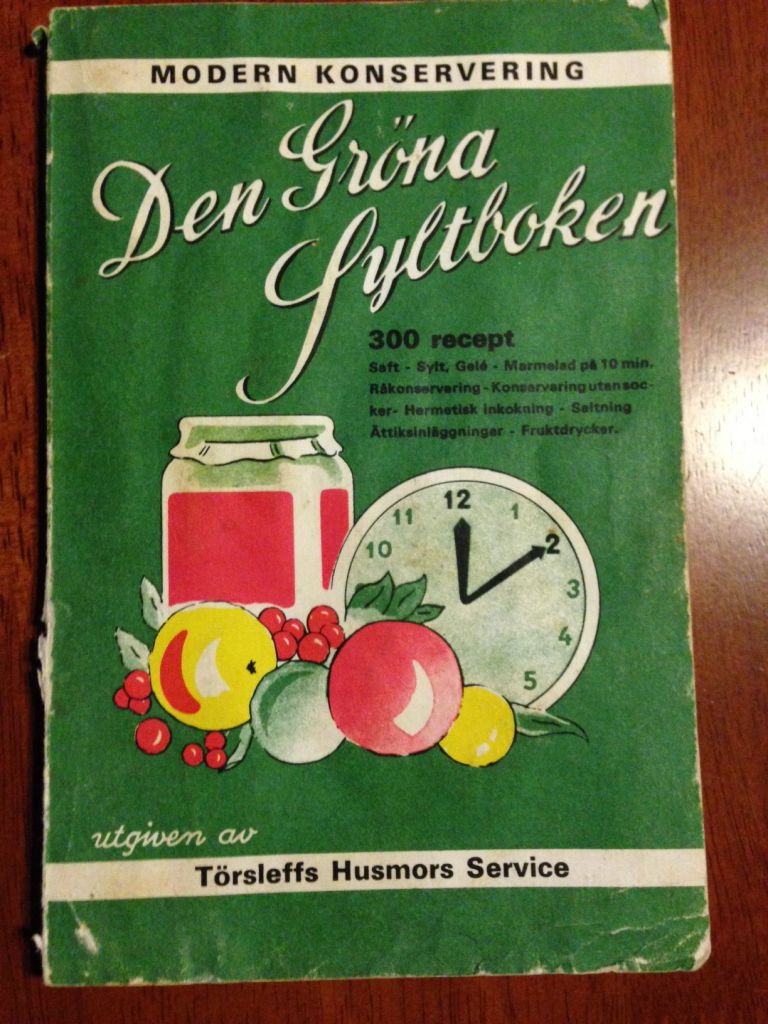 MODERN KONSERVERING
Den Gröna
Syltboken
300 recept
Saft - Sylt, Gelé - Marmelad på 10 min.
Råkonservering - Konservering utan soc-
ker - Hermetisk inkokning - Saltning
Ättiksinläggningar - Fruktdrycker.
12
11
1
10
2
3
4
5
utgiven av
Törsleffs Husmors Service